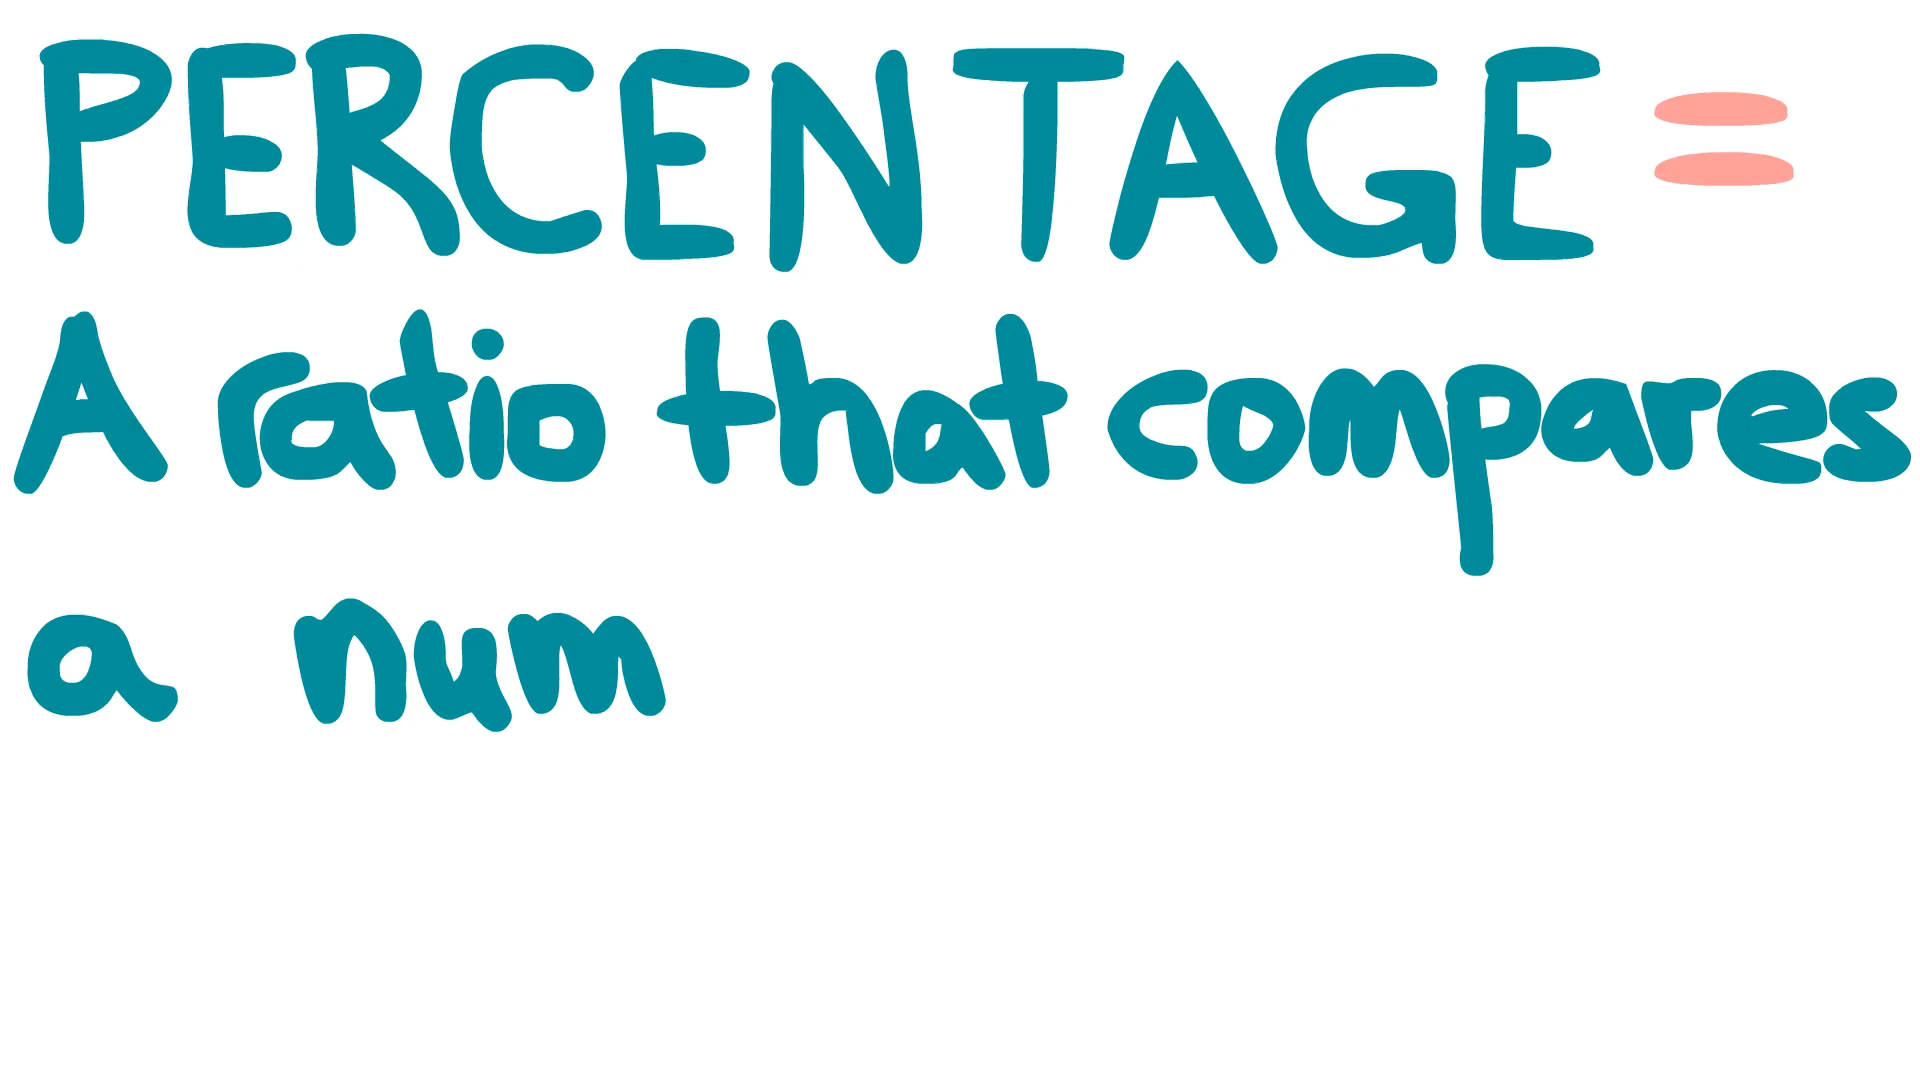 PERCENTAGE =
A ratio that compares
a num